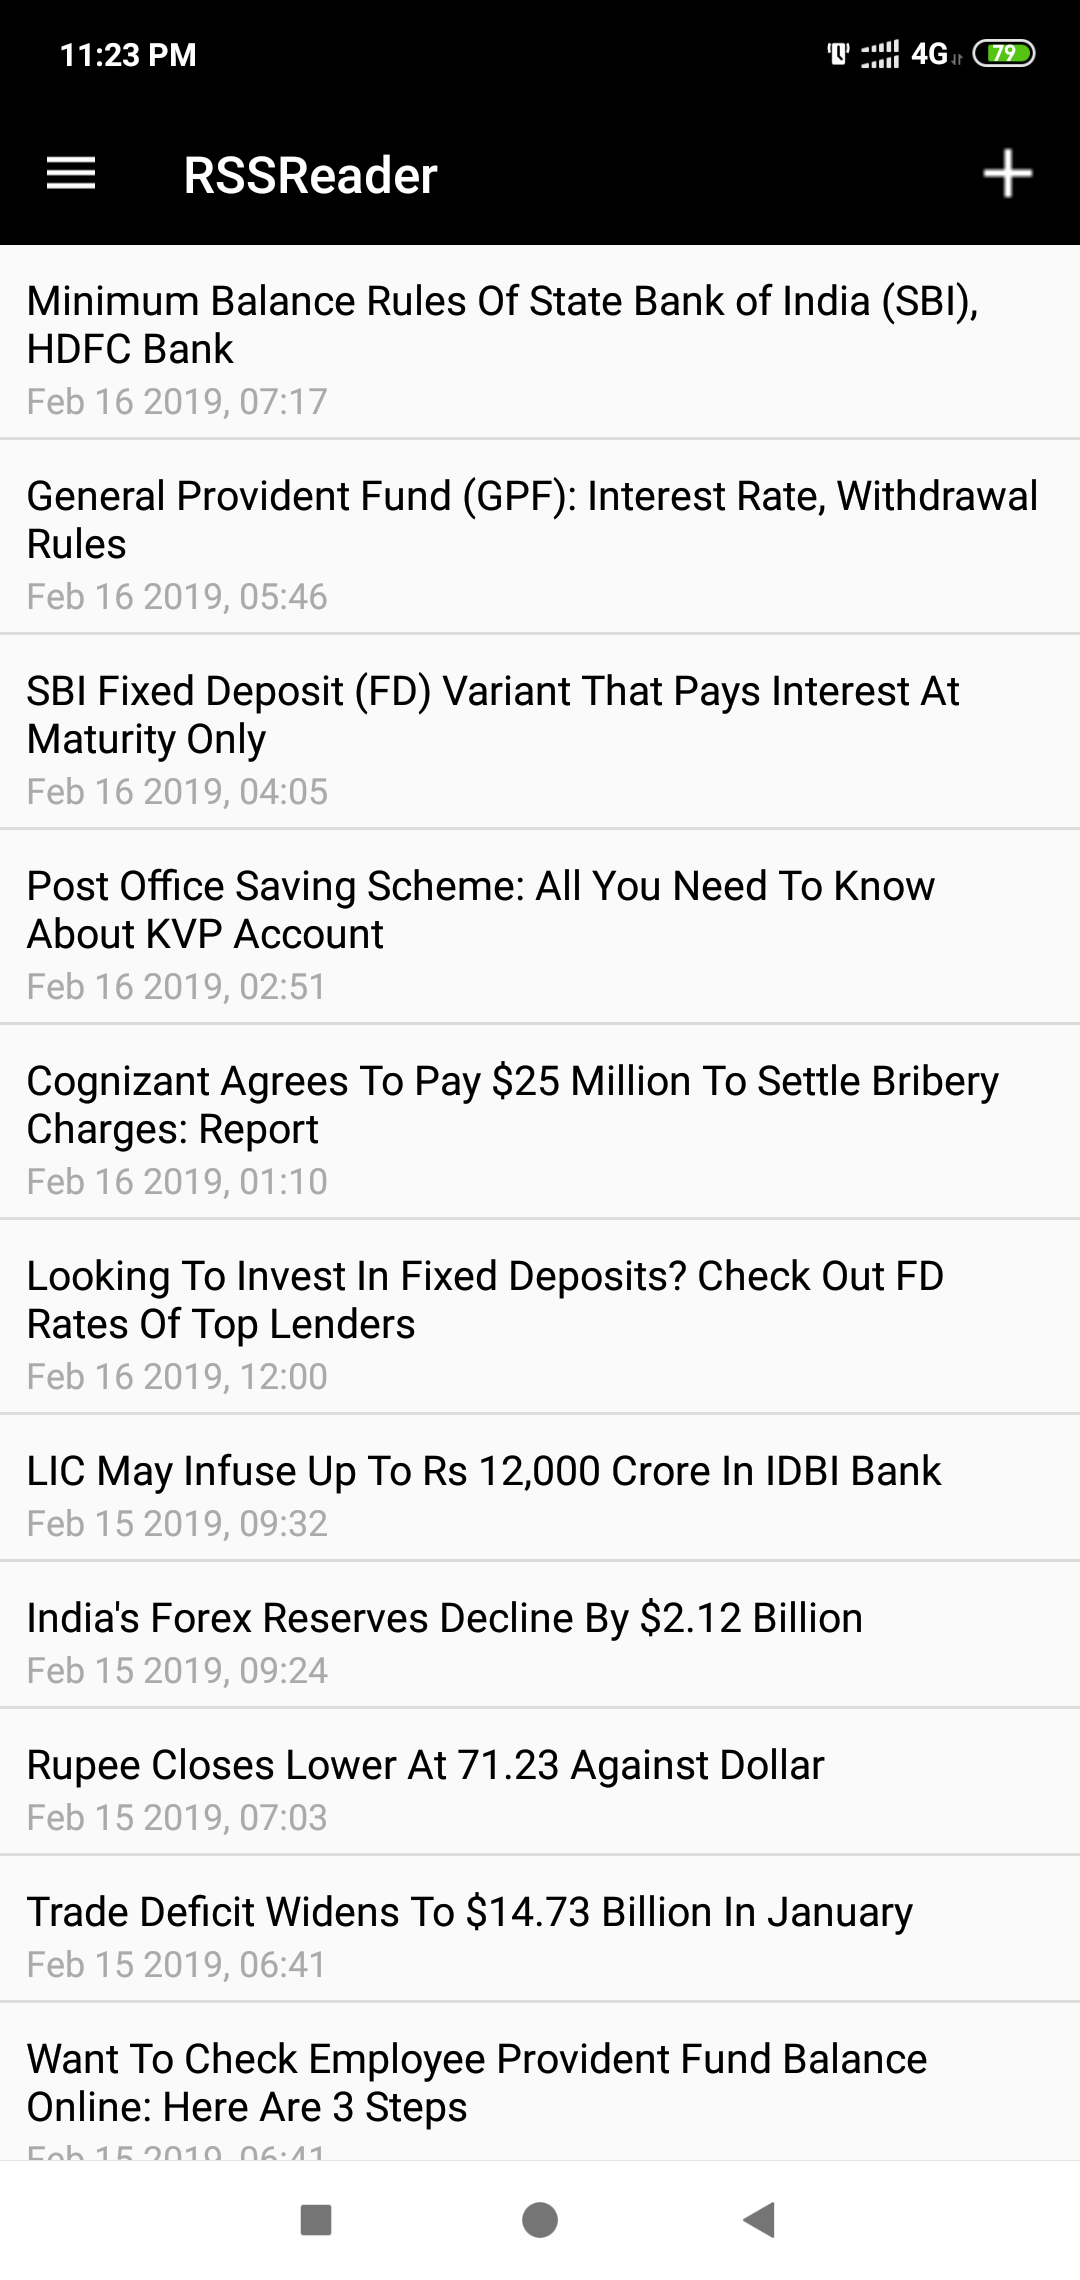 11:23 PM
4G
79
RSSReader
Minimum Balance Rules Of State Bank of India (SBI),
HDFC Bank
Feb 16 2019, 07:17
General Provident Fund (GPF): Interest Rate, Withdrawal
Rules
Feb 16 2019, 05:46
SBI Fixed Deposit (FD) Variant That Pays Interest At
Maturity Only
Feb 16 2019, 04:05
Post Office Saving Scheme: All You Need To Know
About KVP Account
Feb 16 2019, 02:51
Cognizant Agrees To Pay $25 Million To Settle Bribery
Charges: Report
Feb 16 2019, 01:10
Looking To Invest In Fixed Deposits? Check Out FD
Rates Of Top Lenders
Feb 16 2019, 12:00
LIC May Infuse Up To Rs 12,000 Crore In IDBI Bank
Feb 15 2019, 09:32
India's Forex Reserves Decline By $2.12 Billion
Feb 15 2019, 09:24
Rupee Closes Lower At 71.23 Against Dollar
Feb 15 2019, 07:03
Trade Deficit Widens To $14.73 Billion In January
Feb 15 2019, 06:41
Want To Check Employee Provident Fund Balance
Online: Here Are 3 Steps
Feb 15 2019, 06:41